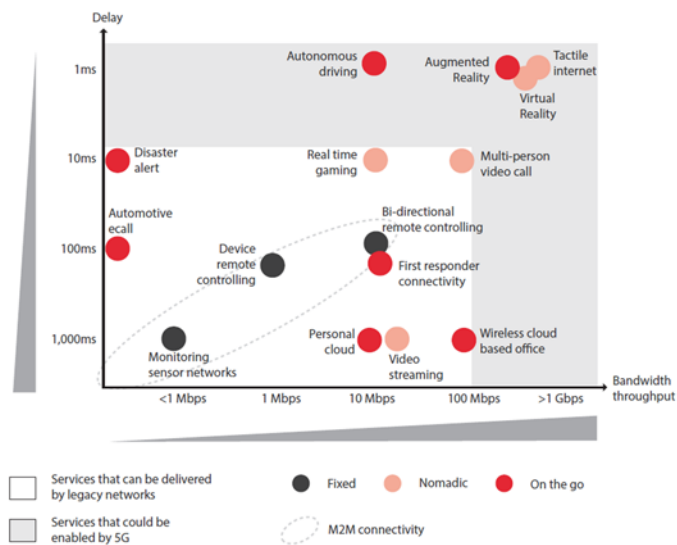 Delay
1ms
Autonomous
driving
Augmented
Reality
Tactile
internet
Virtual
Reality
10ms
Disaster
alert
Real time
gaming
Multi-person
video call
Automotive
ecall
Bi-directional
remote controlling
100ms
Device
remote
controlling
First responder
connectivity
1,000ms
Monitoring
sensor networks
Personal
cloud
Video
streaming
Wireless cloud
based office
Bandwidth
throughput
<1 Mbps
1 Mbps
10 Mbps
100 Mbps
>1 Gbps
Services that can be delivered
by legacy networks
Fixed
Nomadic
On the go
Services that could be
enabled by 5G
M2M connectivity